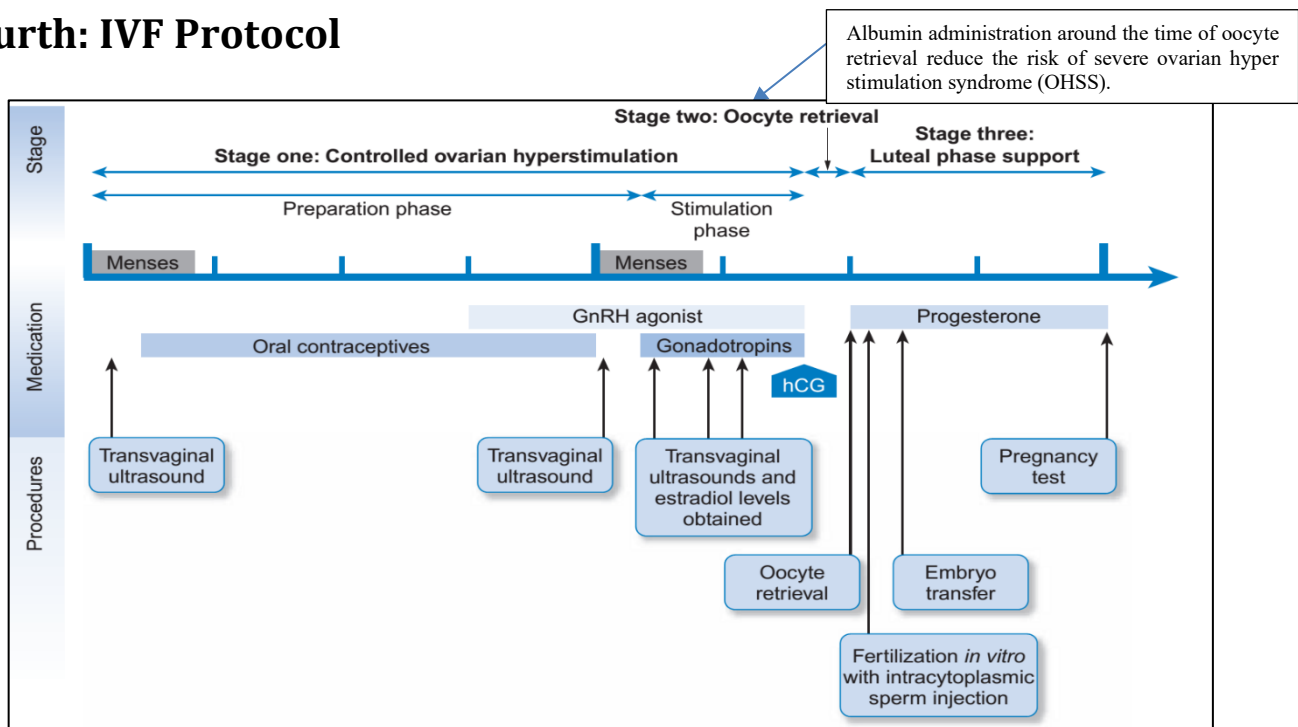 urth: IVF Protocol
Albumin administration around the time of oocyte
retrieval reduce the risk of severe ovarian hyper
stimulation syndrome (OHSS).
Stage
Stage two: Oocyte retrieval
Stage one: Controlled ovarian hyperstimulation
Stage three:
Luteal phase support
Preparation phase
Stimulation
phase
Menses
Menses
Medication
GnRH agonist
Progesterone
Oral contraceptives
Gonadotropins
hCG
Procedures
Transvaginal
ultrasound
Transvaginal
ultrasound
Transvaginal
ultrasounds and
estradiol levels
obtained
Pregnancy
test
Oocyte
retrieval
Embryo
transfer
Fertilization in vitro
with intracytoplasmic
sperm injection